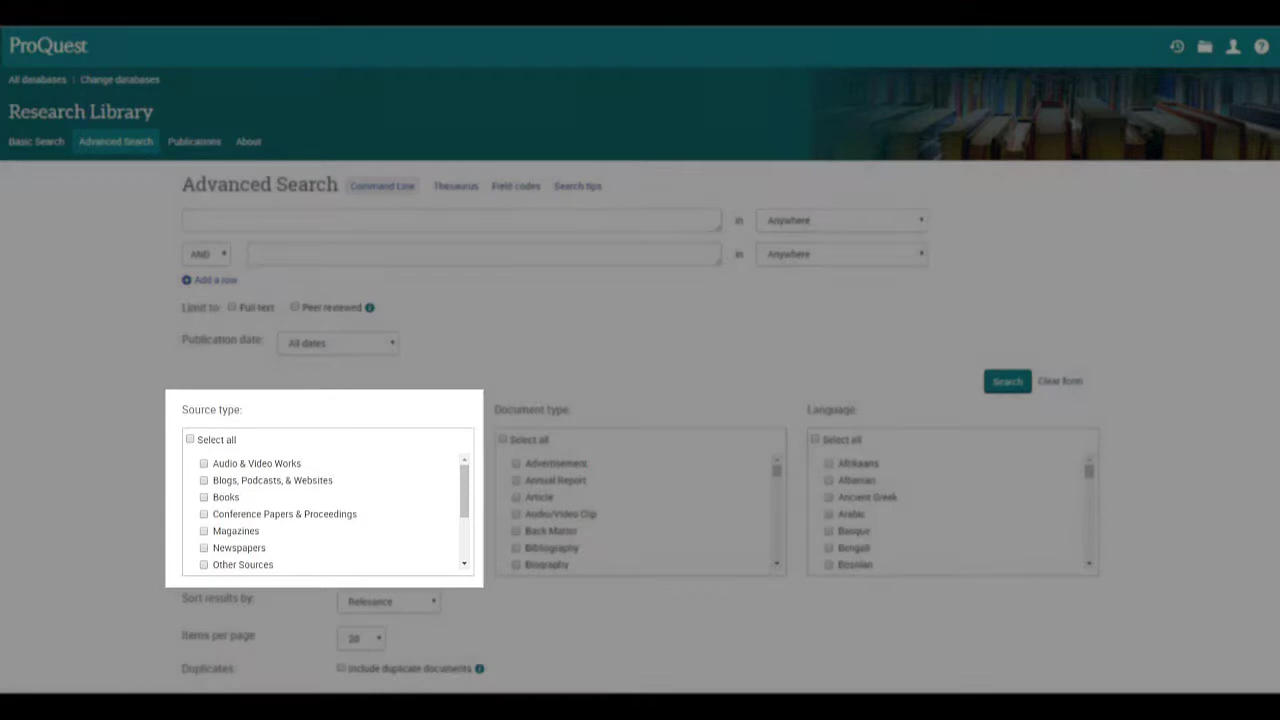 ProQuest
All databases | Change databases
Research Library
Basic Search Advanced Search Publications About
Advanced Search Command Line Thesaurus Field codes Search tips
in Anywhere
AND in Anywhere
Add a row
Limit to: Full text Peer reviewed
Publication date: All dates
Search Clear form
Source type: Document type: Language:
Select all Select all Select all
Audio & Video Works Advertisement Afrikaans
Blogs, Podcasts, & Websites Annual Report Albanian
Books Article Ancient Greek
Conference Papers & Proceedings Audio/Video Clip Arabic
Magazines Back Matter Basque
Newspapers Bibliography Bengali
Other Sources Biography Bosnian
Sort results by: Relevance
Items per page 20
Duplicates: Include duplicate documents